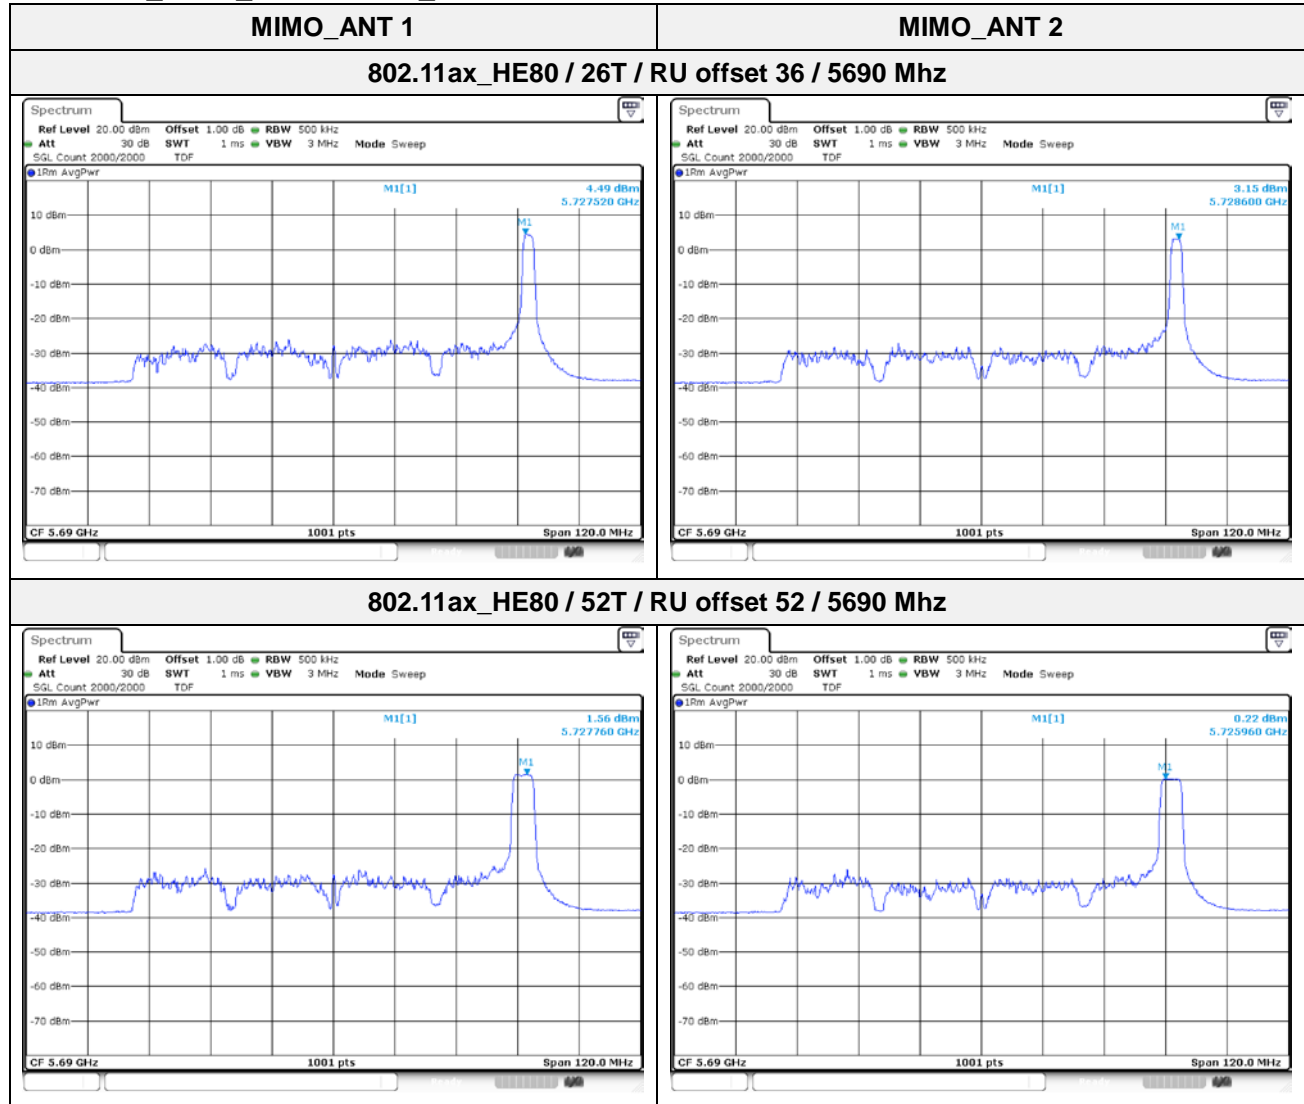 MIMO_ANT 1
MIMO_ANT 2
802.11ax_HE80 / 26T / RU offset 36 / 5690 Mhz
Spectrum
Ref Level 20.00 dBm Offset 1.00 dB RBW 500 kHz
Att 30 dB SWT 1 ms VBW 3 MHz Mode Sweep
SGL Count 2000/2000 TDF
1Rm AvgPwr
M1[1] 4.49 dBm
5.727520 GHz
M1
10 dBm
0 dBm
-10 dBm
-20 dBm
-30 dBm
-40 dBm
-50 dBm
-60 dBm
-70 dBm
CF 5.69 GHz 1001 pts Span 120.0 MHz
Spectrum
Ref Level 20.00 dBm Offset 1.00 dB RBW 500 kHz
Att 30 dB SWT 1 ms VBW 3 MHz Mode Sweep
SGL Count 2000/2000 TDF
1Rm AvgPwr
M1[1] 3.15 dBm
5.728600 GHz
M1
10 dBm
0 dBm
-10 dBm
-20 dBm
-30 dBm
-40 dBm
-50 dBm
-60 dBm
-70 dBm
CF 5.69 GHz 1001 pts Span 120.0 MHz
802.11ax_HE80 / 52T / RU offset 52 / 5690 Mhz
Spectrum
Ref Level 20.00 dBm Offset 1.00 dB RBW 500 kHz
Att 30 dB SWT 1 ms VBW 3 MHz Mode Sweep
SGL Count 2000/2000 TDF
1Rm AvgPwr
M1[1] 1.56 dBm
5.727760 GHz
M1
10 dBm
0 dBm
-10 dBm
-20 dBm
-30 dBm
-40 dBm
-50 dBm
-60 dBm
-70 dBm
CF 5.69 GHz 1001 pts Span 120.0 MHz
Spectrum
Ref Level 20.00 dBm Offset 1.00 dB RBW 500 kHz
Att 30 dB SWT 1 ms VBW 3 MHz Mode Sweep
SGL Count 2000/2000 TDF
1Rm AvgPwr
M1[1] 0.22 dBm
5.725960 GHz
M1
10 dBm
0 dBm
-10 dBm
-20 dBm
-30 dBm
-40 dBm
-50 dBm
-60 dBm
-70 dBm
CF 5.69 GHz 1001 pts Span 120.0 MHz